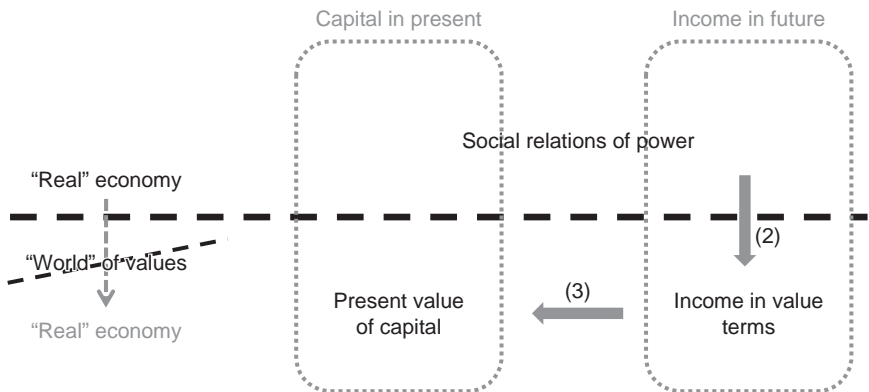 Capital in present
Income in future
Social relations of power
“Real” economy
(2)
“World” of values
(3)
Present value
of capital
Income in value
terms
“Real” economy